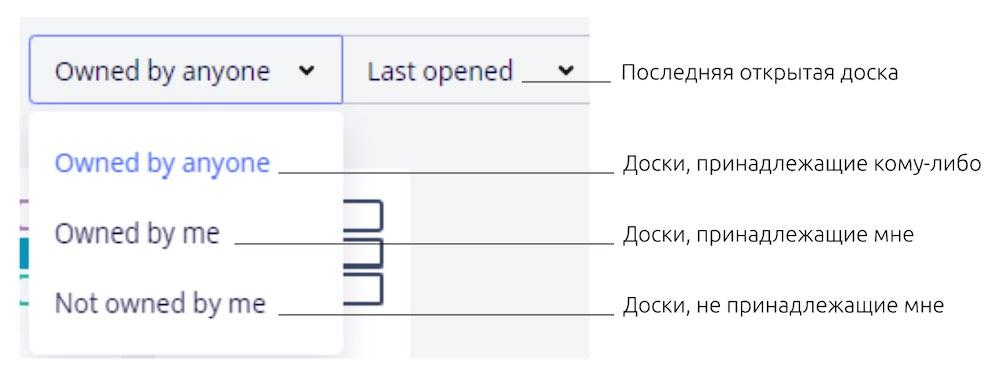 Owned by anyone
Last opened
Последняя открытая доска
Owned by anyone
Доски, принадлежащие кому-либо
Owned by me
Доски, принадлежащие мне
Not owned by me
Доски, не принадлежащие мне